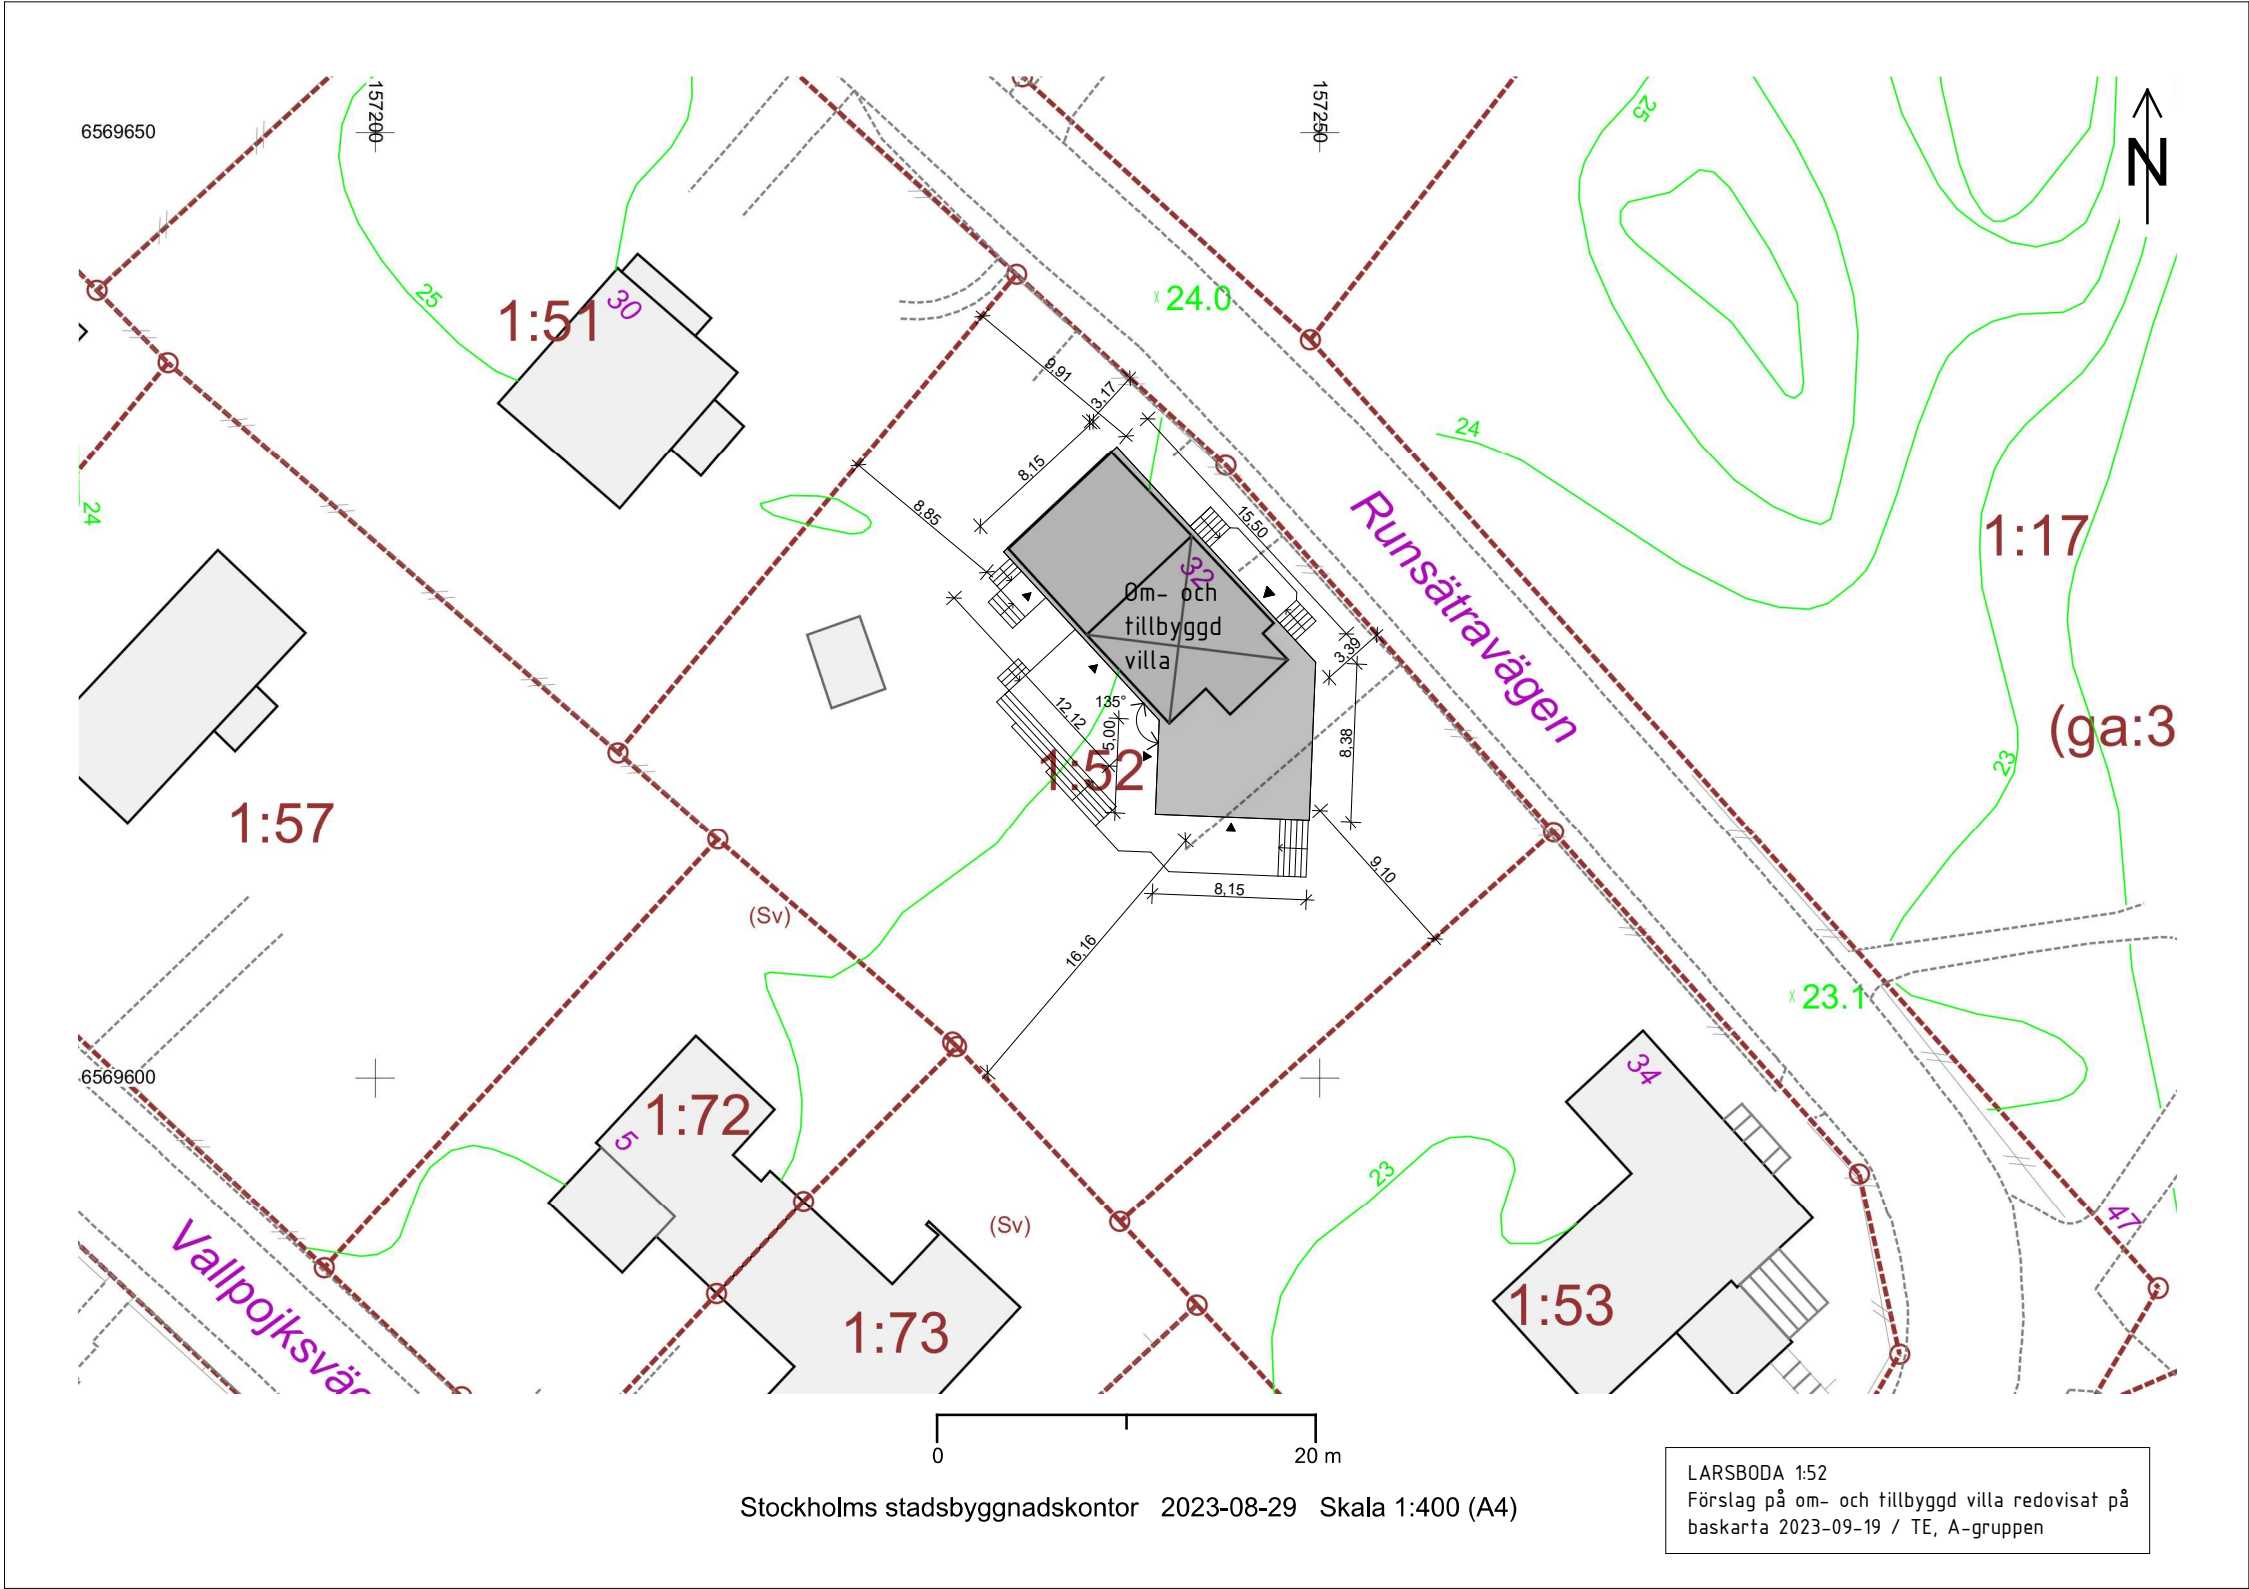 157200
157250
6569650
25
N
25
1:51
30
24.0
9,91
3,17
24
8,15
24
8,85
15,50
Runsätravägen
1:17
32
Om- och
tillbyggd
villa
3,39
135°
12,12
5,00
8,38
(ga:3
23
1:52
1:57
9,10
8,15
(Sv)
16,16
23.1
6569600
34
1:72
5
23
47
(Sv)
Vallpojksväg
1:53
1:73
0
20 m
Stockholms stadsbyggnadskontor 2023-08-29 Skala 1:400 (A4)
LARSBODA 1:52
Förslag på om- och tillbyggd villa redovisat på
baskarta 2023-09-19 / TE, A-gruppen